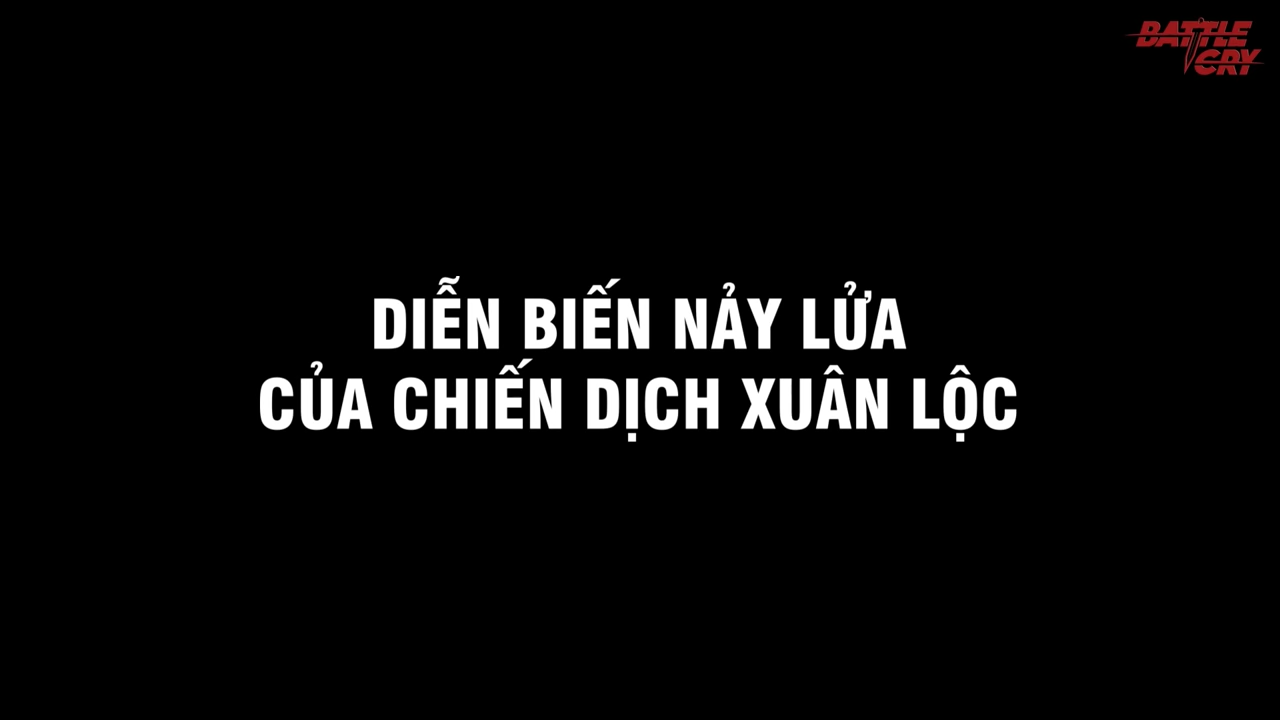 BATTLE
CRY
DIỄN BIẾN NẢY LỬA
CỦA CHIẾN DỊCH XUÂN LỘC